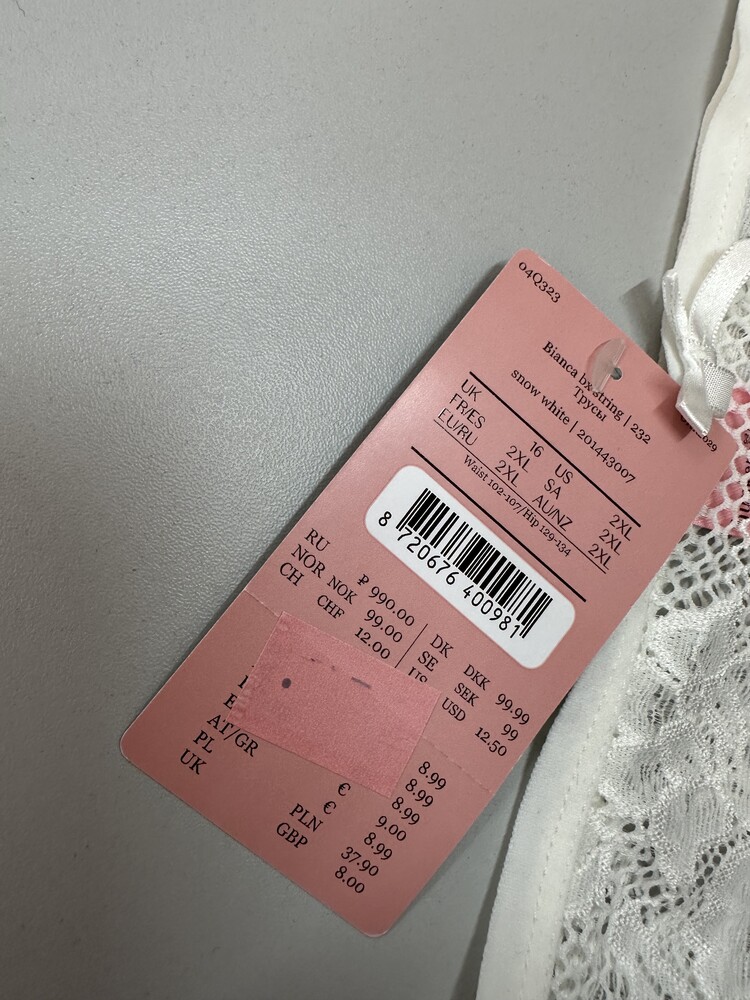 04Q323
Bianca bx string | 232
Трусы
snow white | 201443007
UK 16 US 2XL
FR/ES 2XL SA 2XL
EU/RU 2XL AU/NZ 2XL
Waist 102-107/Hip 129-134
8 720676 400981
RU ₽ 990.00
NOR NOK 99.00 DK DKK 99.99
CH CHF 12.00 SE SEK 99
US USD 12.50
8.99
8.99
€ 8.99
AT/GR € 9.00
8.99
PL PLN 37.90
UK GBP 8.00